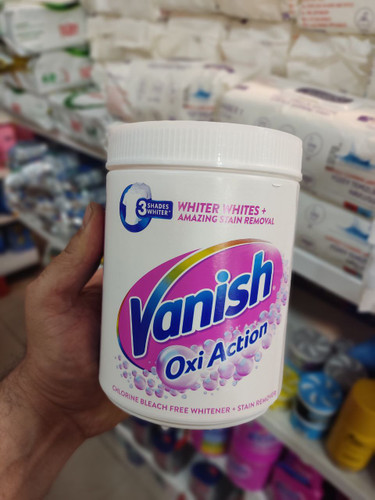 3 SHADES
WHITER*
WHITER WHITES +
AMAZING STAIN REMOVAL
Vanish
Oxi Action
CHLORINE BLEACH FREE WHITENER + STAIN REMOVER